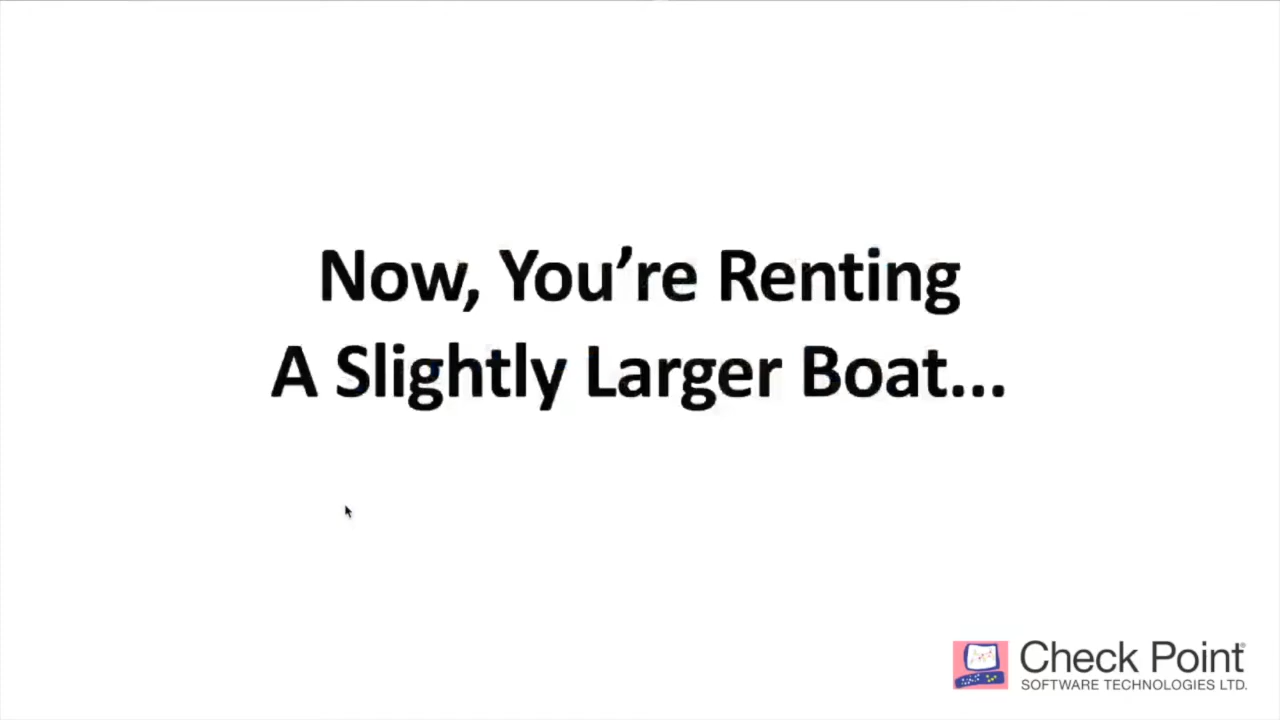 Now, You’re Renting
A Slightly Larger Boat...
Check Point®
SOFTWARE TECHNOLOGIES LTD.